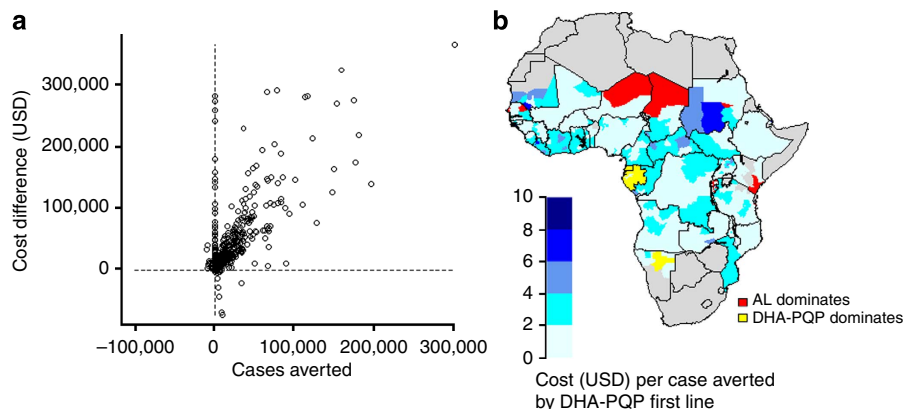 a
Cost difference (USD)
300,000
200,000
100,000
0
−100,000
0
100,000
200,000
300,000
Cases averted
b
10
8
6
4
2
0
AL dominates
DHA-PQP dominates
Cost (USD) per case averted
by DHA-PQP first line